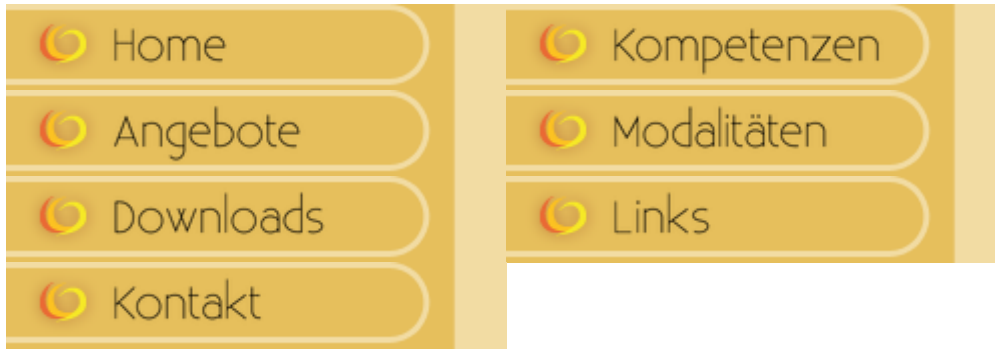 Home
Angebote
Downloads
Kontakt
Kompetenzen
Modalitäten
Links